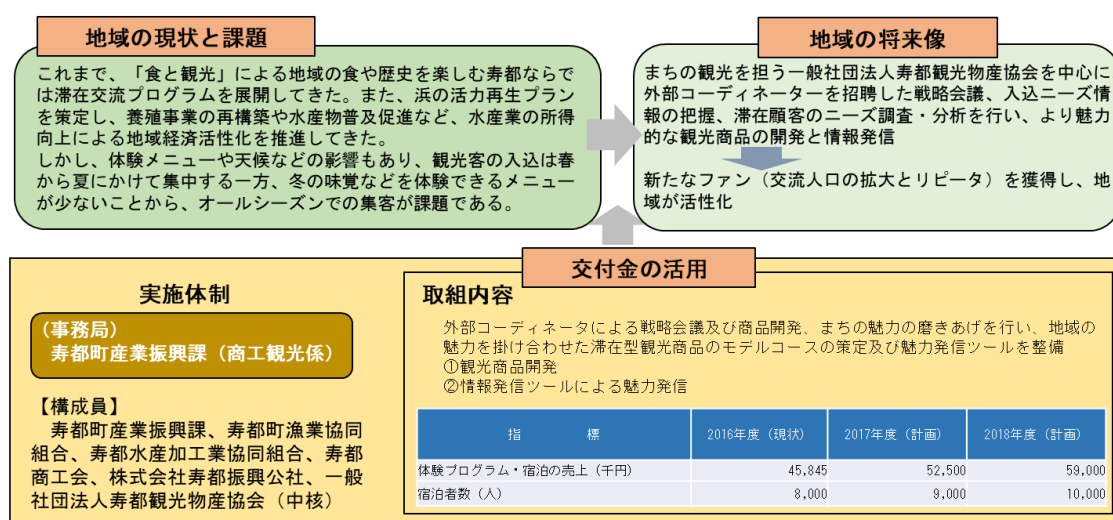 地域の現状と課題
これまで、「食と観光」による地域の食や歴史を楽しむ寿都ならで
は滞在交流プログラムを展開してきた。また、浜の活力再生プラン
を策定し、養殖事業の再構築や水産物普及促進など、水産業の所得
向上による地域経済活性化を推進してきた。
しかし、体験メニューや天候などの影響もあり、観光客の入込は春
から夏にかけて集中する一方、冬の味覚などを体験できるメニュー
が少ないことから、オールシーズンでの集客が課題である。
地域の将来像
まちの観光を担う一般社団法人寿都観光物産協会を中心に
外部コーディネーターを招聘した戦略会議、入込ニーズ情
報の把握、滞在顧客のニーズ調査・分析を行い、より魅力
的な観光商品の開発と情報発信
新たなファン（交流人口の拡大とリピータ）を獲得し、地
域が活性化
交付金の活用
実施体制
（事務局）
寿都町産業振興課（商工観光係）
【構成員】
寿都町産業振興課、寿都町漁業協同
組合、寿都水産加工業協同組合、寿都
商工会、株式会社寿都振興公社、一般
社団法人寿都観光物産協会（中核）
取組内容
外部コーディネータによる戦略会議及び商品開発、まちの魅力の磨きあげを行い、地域の
魅力を掛け合わせた滞在型観光商品のモデルコースの策定及び魅力発信ツールを整備
①観光商品開発
②情報発信ツールによる魅力発信
指　標 2016年度（現状） 2017年度（計画） 2018年度（計画）
体験プログラム・宿泊の売上（千円） 45,845 52,500 59,000
宿泊者数（人） 8,000 9,000 10,000